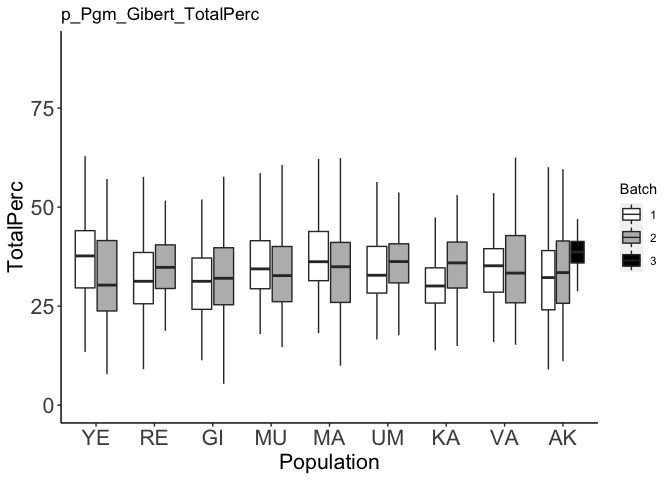 p_Pgm_Gibert_TotalPerc
TotalPerc
75
50
25
0
YE RE GI MU MA UM KA VA AK
Population
Batch
1
2
3